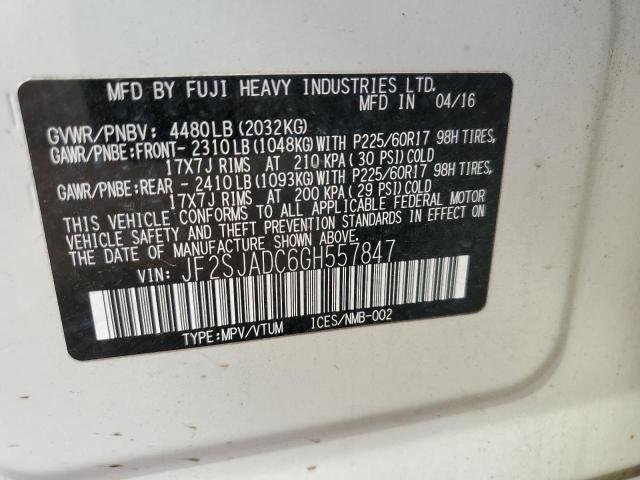 MFD BY FUJI HEAVY INDUSTRIES LTD.
MFD IN 04/16
GVWR/PNBV: 4480LB(2032KG)
GAWR/PNBE:FRONT- 2310LB(1048KG)WITH P225/60R17 98H TIRES,
17X7J RIMS AT 210 KPA(30 PSI)COLD
GAWR/PNBE:REAR - 2410LB(1093KG)WITH P225/60R17 98H TIRES,
17X7J RIMS AT 200 KPA(29 PSI)COLD
THIS VEHICLE CONFORMS TO ALL APPLICABLE FEDERAL MOTOR
VEHICLE SAFETY AND THEFT PREVENTION STANDARDS IN EFFECT ON
THE DATE OF MANUFACTURE SHOWN ABOVE.
VIN: JF2SJADC6GH557847
TYPE:MPV/VTUM ICES/NMB-002